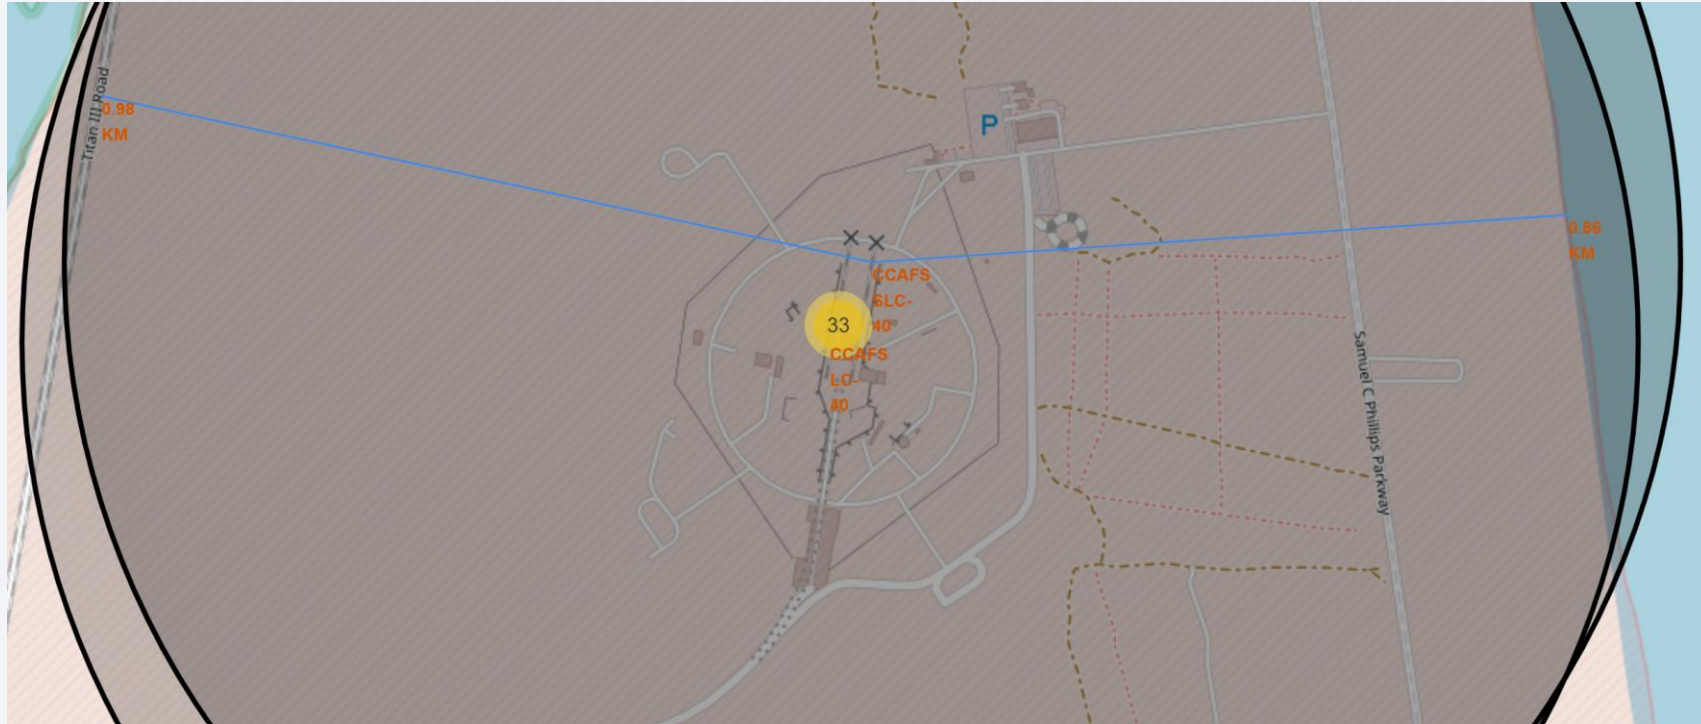 Titan III Road
0.98
KM
P
0.86
KM
CCAFS
SLC-
40
33
CCAFS
LC-
40
Samuel C Phillips Parkway